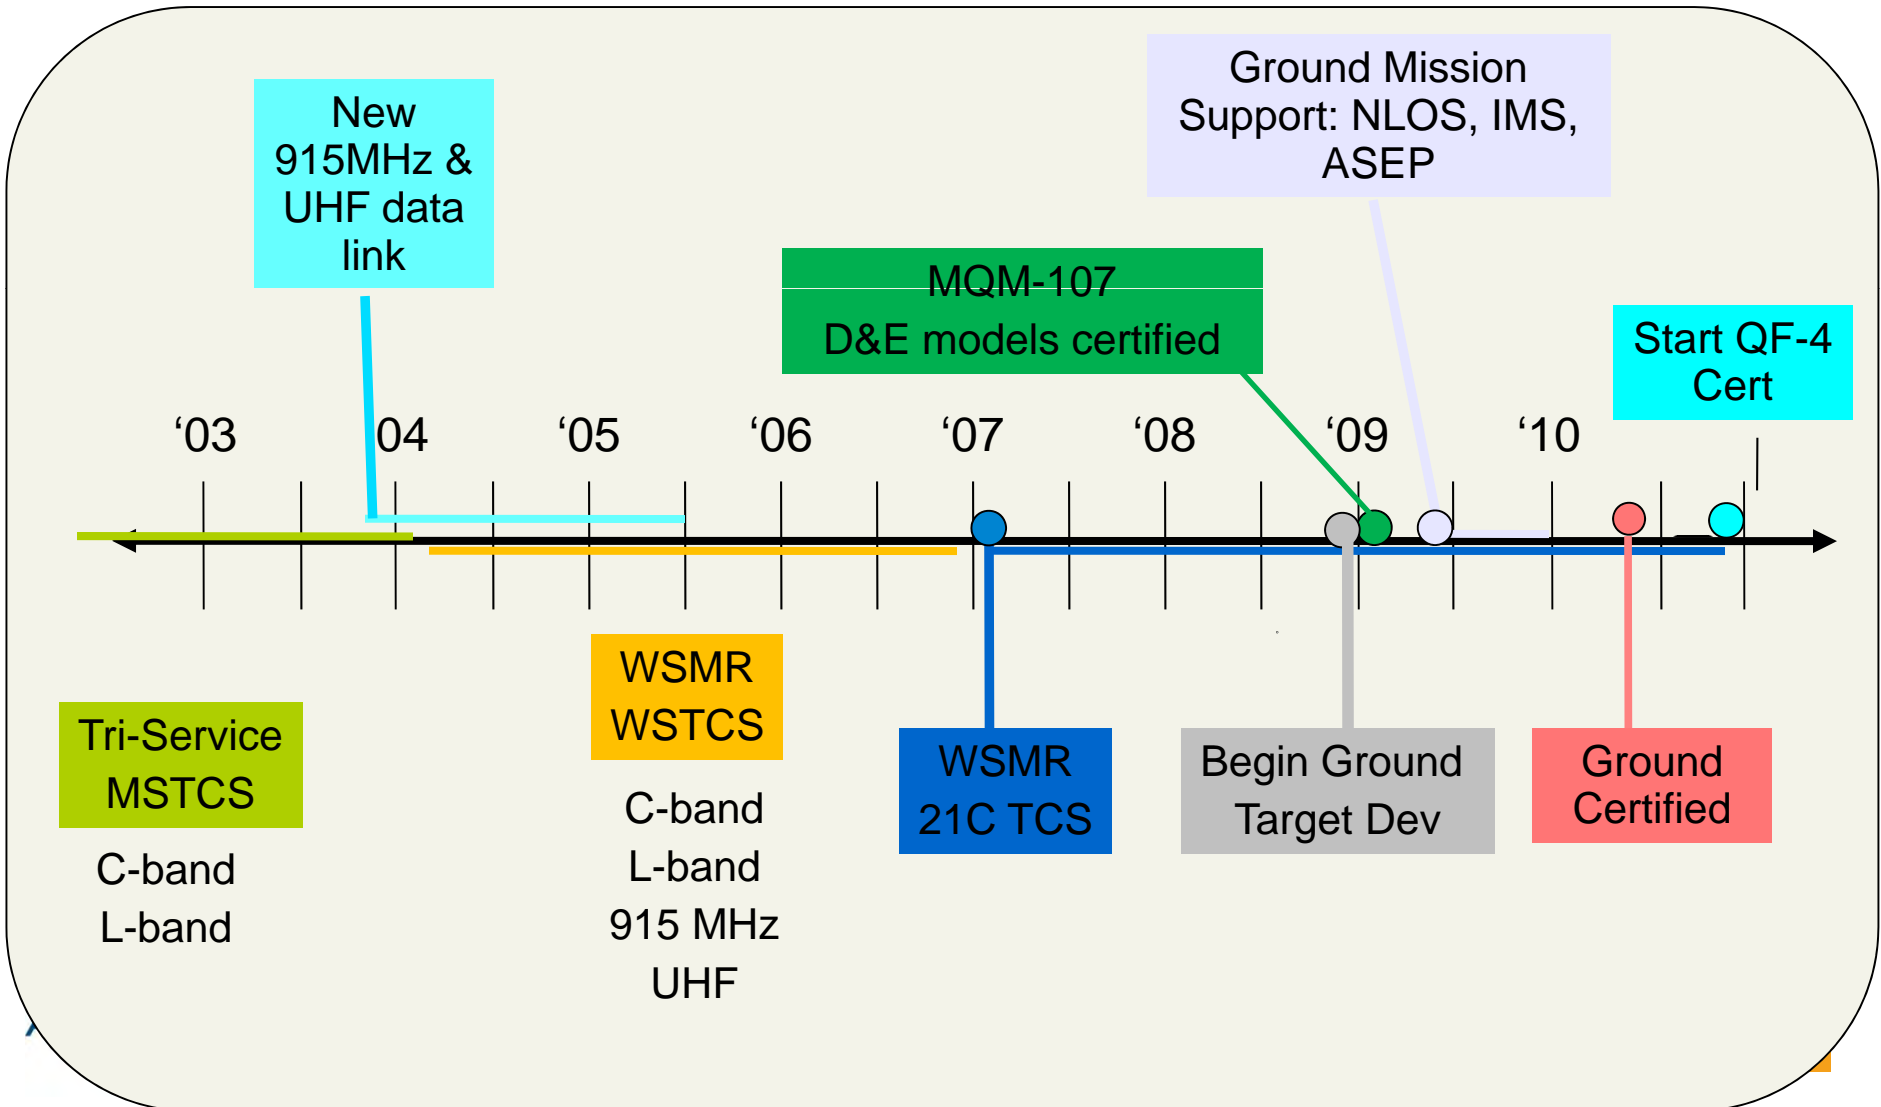 New
915MHz &
UHF data
link
Ground Mission
Support: NLOS, IMS,
ASEP
MQM-107
D&E models certified
Start QF-4
Cert
‘03
04
‘05
‘06
‘07
‘08
‘09
‘10
Tri-Service
MSTCS
C-band
L-band
WSMR
WSTCS
C-band
L-band
915 MHz
UHF
WSMR
21C TCS
Begin Ground
Target Dev
Ground
Certified